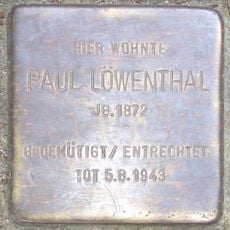 HIER WOHNTE
PAUL LÖWENTHAL
JG.1872
GEDEMÜTIGT/ ENTRECHTET
TOT 5.8.1943